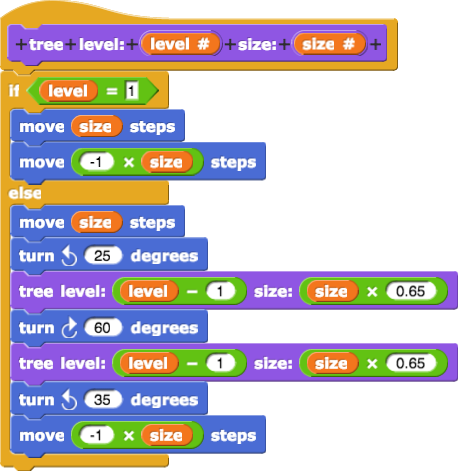 + tree + level: + level # + size: + size # +
if level = 1
move size steps
move -1 × size steps
else
move size steps
turn 25 degrees
tree level: level − 1 size: size × 0.65
turn 60 degrees
tree level: level − 1 size: size × 0.65
turn 35 degrees
move -1 × size steps